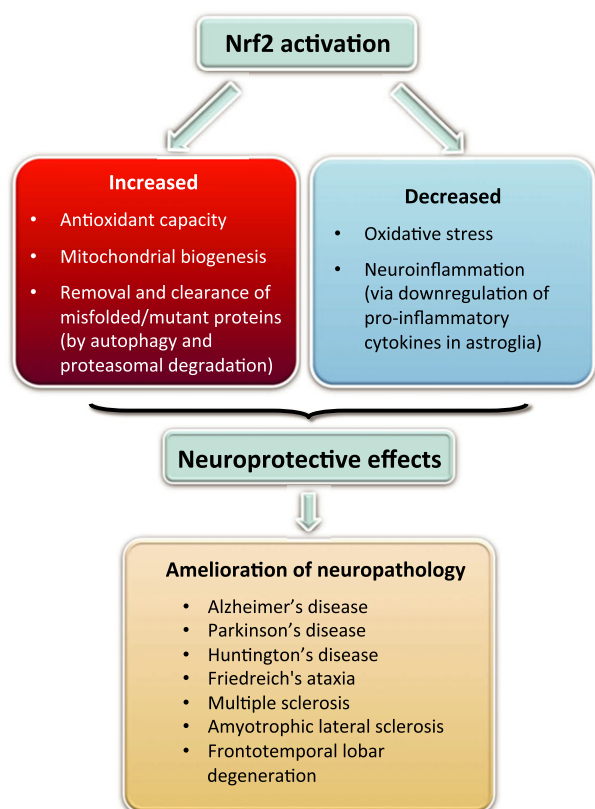 Nrf2 activation
Increased
• Antioxidant capacity
• Mitochondrial biogenesis
• Removal and clearance of
misfolded/mutant proteins
(by autophagy and
proteasomal degradation)
Decreased
• Oxidative stress
• Neuroinflammation
(via downregulation of
pro-inflammatory
cytokines in astroglia)
Neuroprotective effects
Amelioration of neuropathology
• Alzheimer’s disease
• Parkinson’s disease
• Huntington’s disease
• Friedreich's ataxia
• Multiple sclerosis
• Amyotrophic lateral sclerosis
• Frontotemporal lobar
degeneration